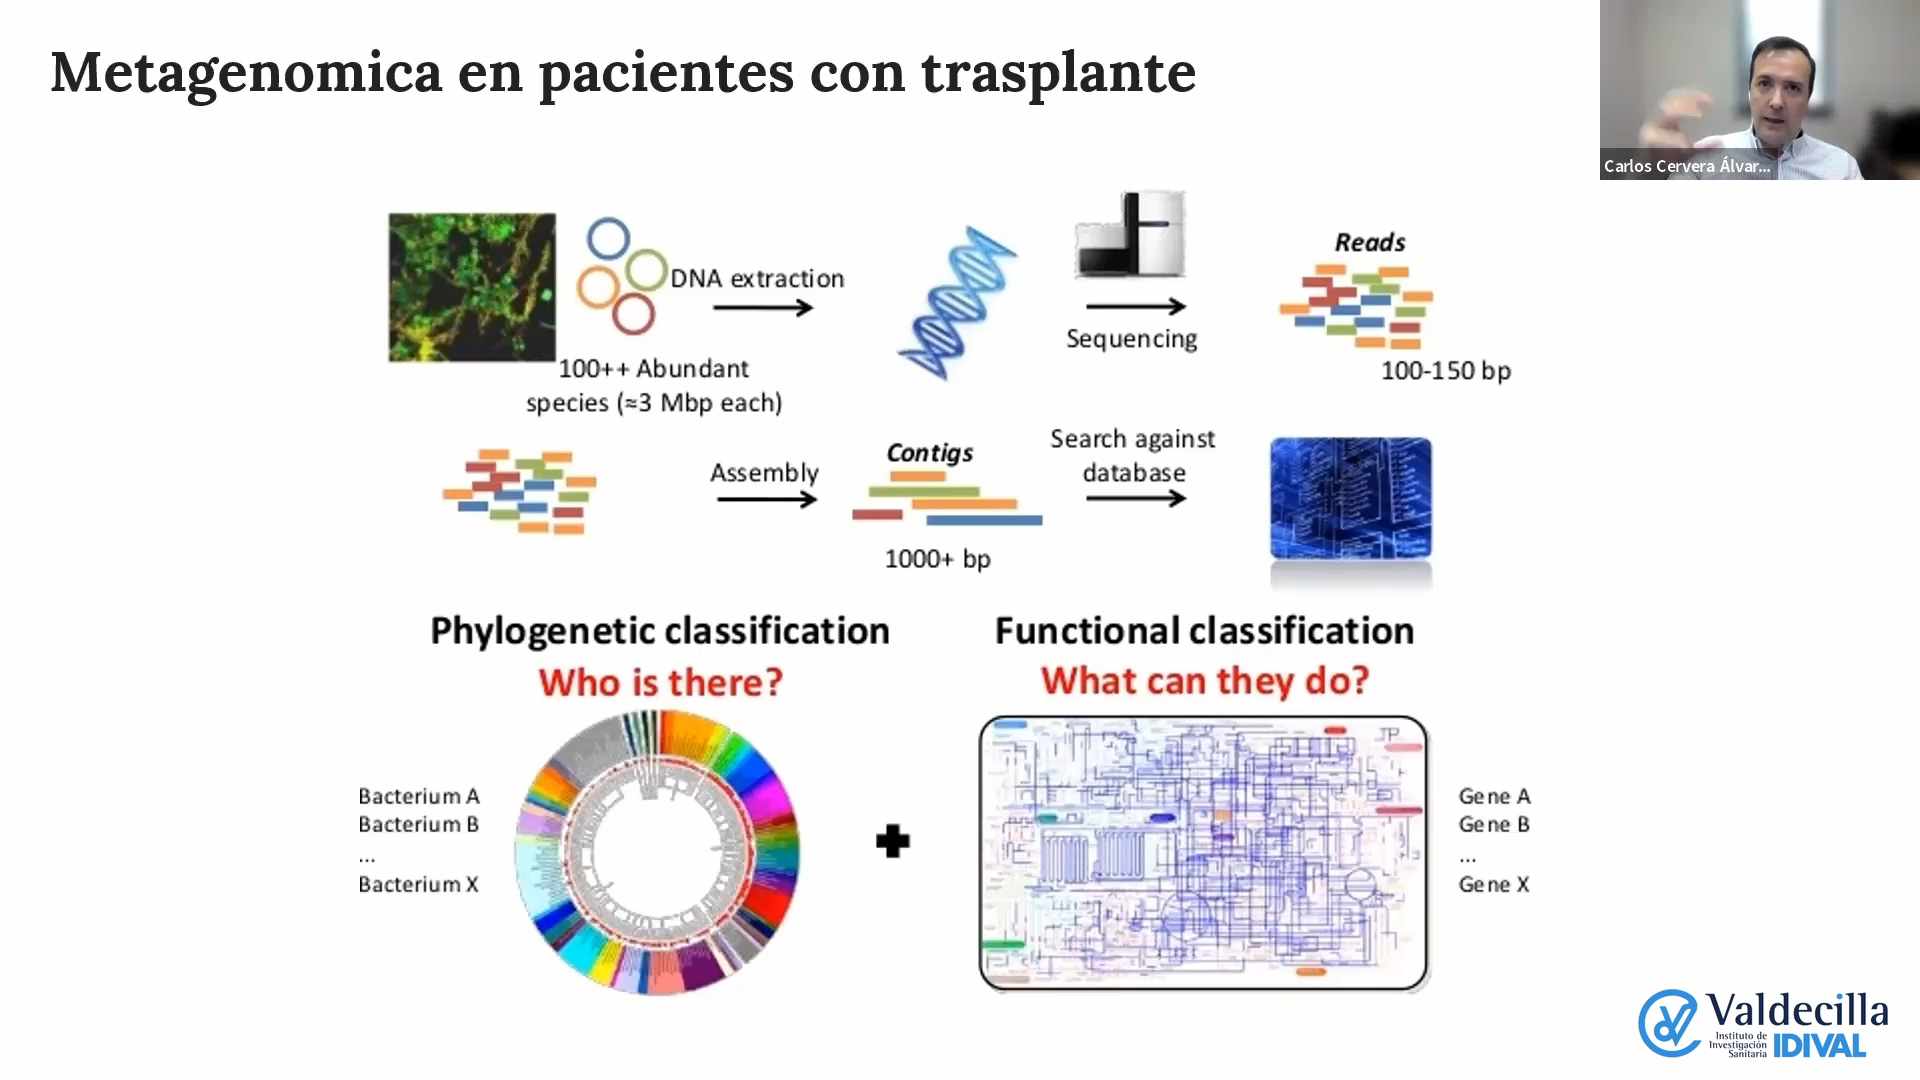 Metagenomica en pacientes con trasplante
Carlos Cervera Álvar...
DNA extraction
100++ Abundant
species (≈3 Mbp each)
Sequencing
Reads
100-150 bp
Assembly
Contigs
1000+ bp
Search against
database
Phylogenetic classification
Who is there?
Bacterium A
Bacterium B
...
Bacterium X
Functional classification
What can they do?
Gene A
Gene B
...
Gene X
Valdecilla
Instituto de
Investigación
Sanitaria
IDIVAL